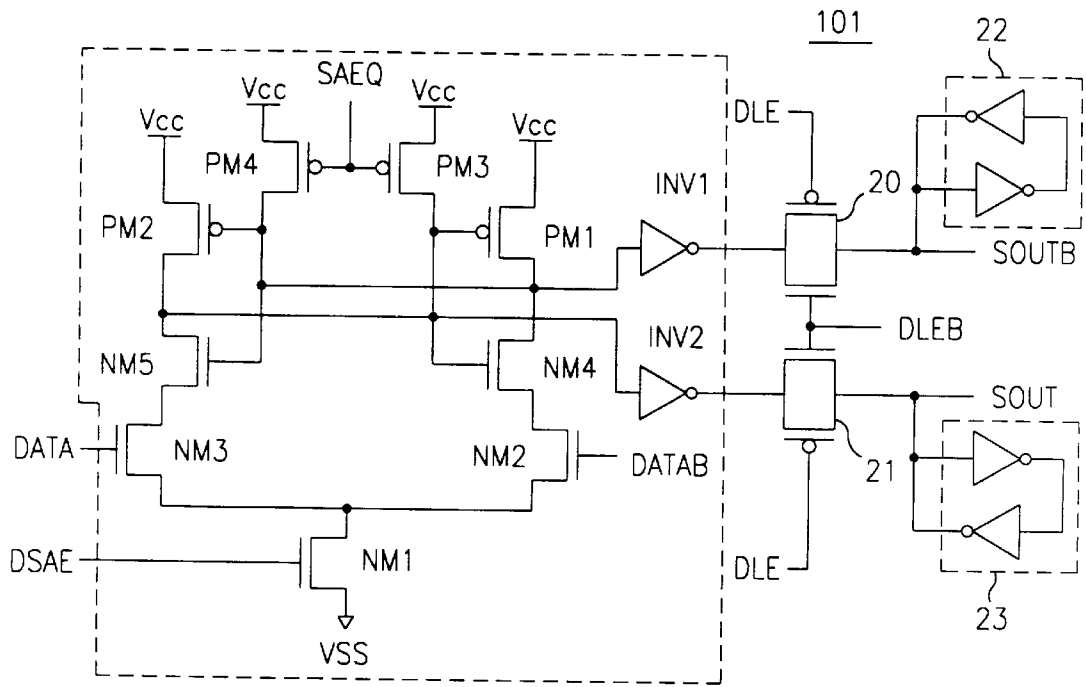 101
22
SAEQ
Vcc
Vcc
Vcc
Vcc
DLE
PM4
PM3
INV1
20
PM2
PM1
SOUTB
DLEB
INV2
NM5
NM4
SOUT
DATA
NM3
NM2
DATAB
21
DSAE
NM1
DLE
23
VSS